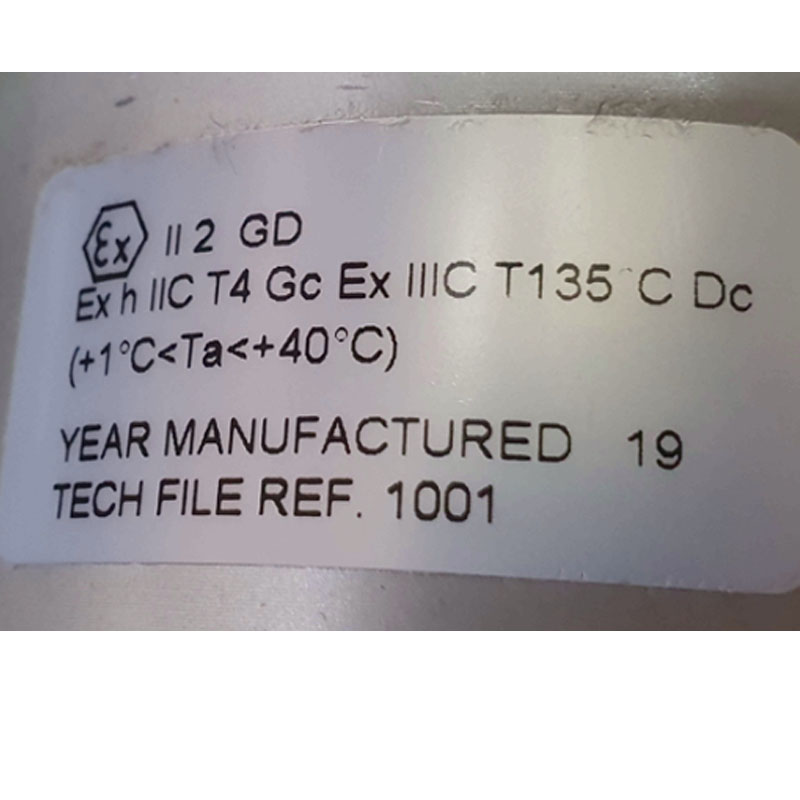 Ex II 2 GD
Ex h IIC T4 Gc Ex IIIC T135°C Dc
(+1°C<Ta<+40°C)
YEAR MANUFACTURED 19
TECH FILE REF. 1001